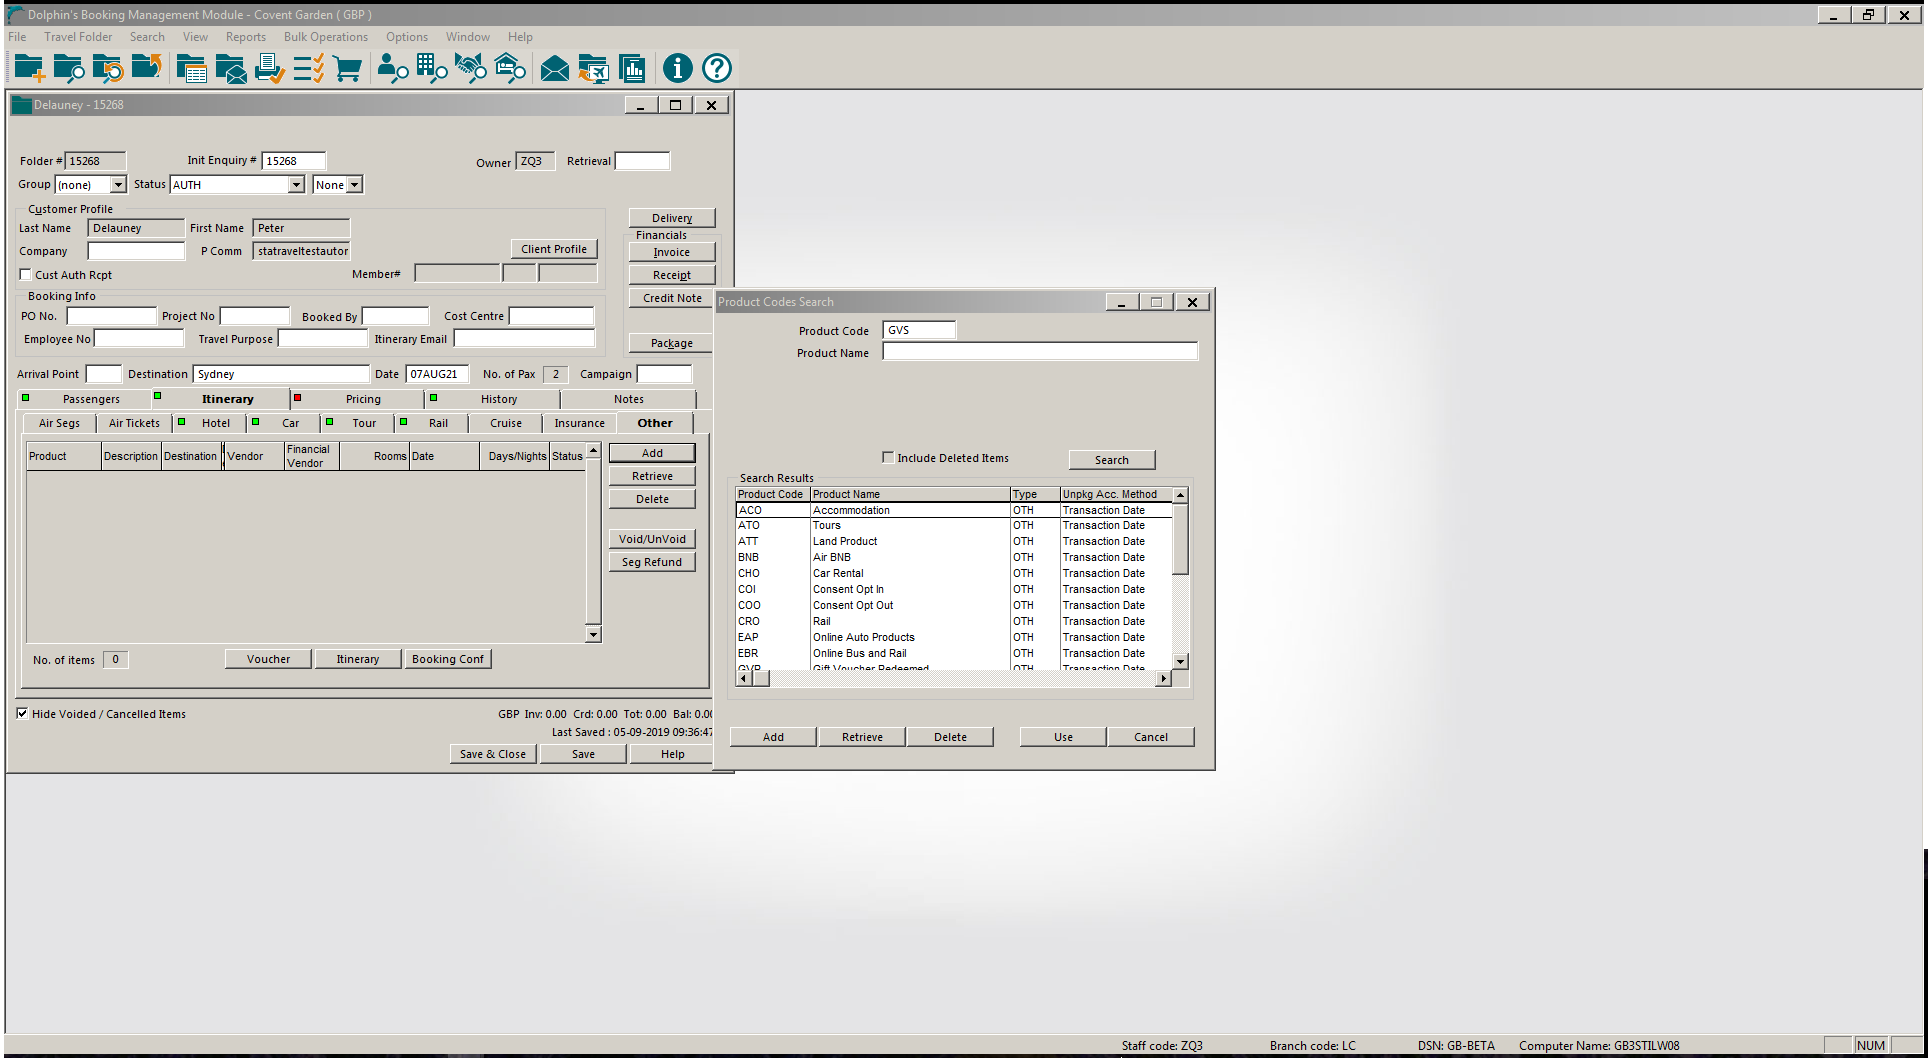 Dolphin's Booking Management Module - Covent Garden ( GBP )
File Travel Folder Search View Reports Bulk Operations Options Window Help
Delauney - 15268
Folder # 15268 Init Enquiry # 15268 Owner ZQ3 Retrieval
Group (none) Status AUTH None
Customer Profile
Last Name Delauney First Name Peter
Company P Comm statraveltestautor Client Profile
Cust Auth Rcpt Member#
Delivery
Financials
Invoice
Receipt
Credit Note
Package
Booking Info
PO No. Project No Booked By Cost Centre
Employee No Travel Purpose Itinerary Email
Arrival Point Destination Sydney Date 07AUG21 No. of Pax 2 Campaign
Passengers Itinerary Pricing History Notes
Air Segs Air Tickets Hotel Car Tour Rail Cruise Insurance Other
Product Description Destination Vendor Financial Vendor Rooms Date Days/Nights Status
Add
Retrieve
Delete
Void/UnVoid
Seg Refund
No. of items 0 Voucher Itinerary Booking Conf
Hide Voided / Cancelled Items GBP Inv: 0.00 Crd: 0.00 Tot: 0.00 Bal: 0.00
Last Saved : 05-09-2019 09:36:47
Save & Close Save Help
Product Codes Search
Product Code GVS
Product Name
Include Deleted Items Search
Search Results
Product Code Product Name Type Unpkg Acc. Method
ACO Accommodation OTH Transaction Date
ATO Tours OTH Transaction Date
ATT Land Product OTH Transaction Date
BNB Air BNB OTH Transaction Date
CHO Car Rental OTH Transaction Date
COI Consent Opt In OTH Transaction Date
COO Consent Opt Out OTH Transaction Date
CRO Rail OTH Transaction Date
EAP Online Auto Products OTH Transaction Date
EBR Online Bus and Rail OTH Transaction Date
GVR Gift Voucher Redeemed OTH Transaction Date
Add Retrieve Delete Use Cancel
Staff code: ZQ3 Branch code: LC DSN: GB-BETA Computer Name: GB3STILW08 NUM